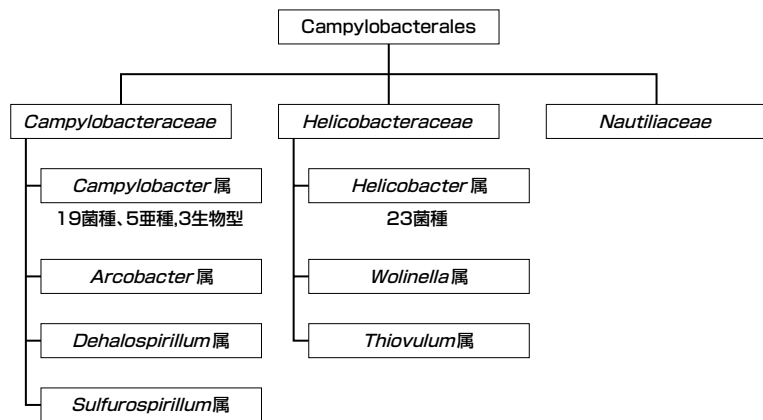 Campylobacterales
Campylobacteraceae
Helicobacteraceae
Nautiliaceae
Campylobacter属
19菌種、5亜種,3生物型
Helicobacter属
23菌種
Arcobacter属
Wolinella属
Dehalospirillum属
Thiovulum属
Sulfurospirillum属